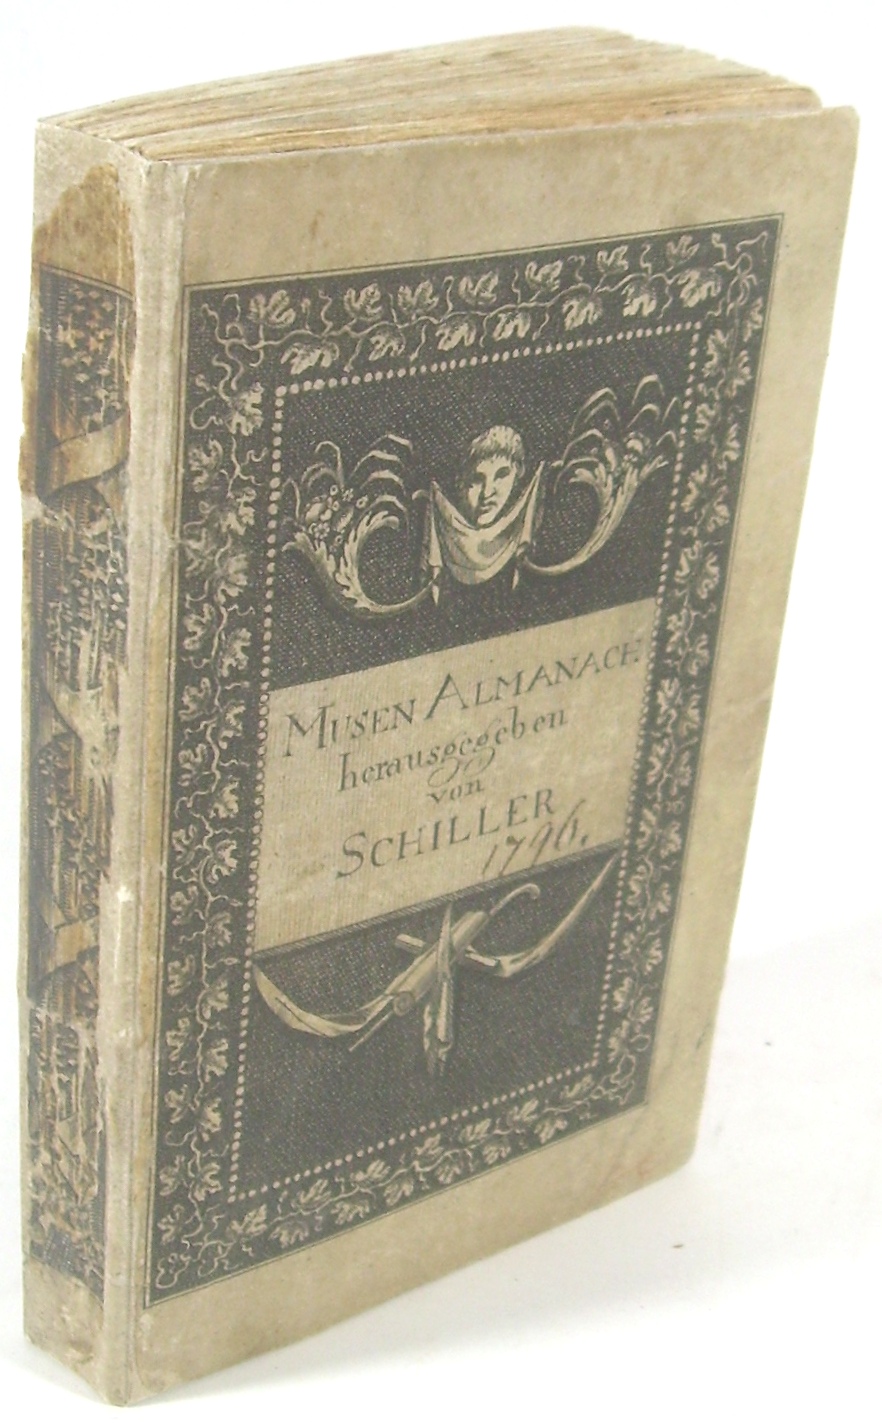 MUSEN ALMANACH
herausgegeben
von
SCHILLER
1796.